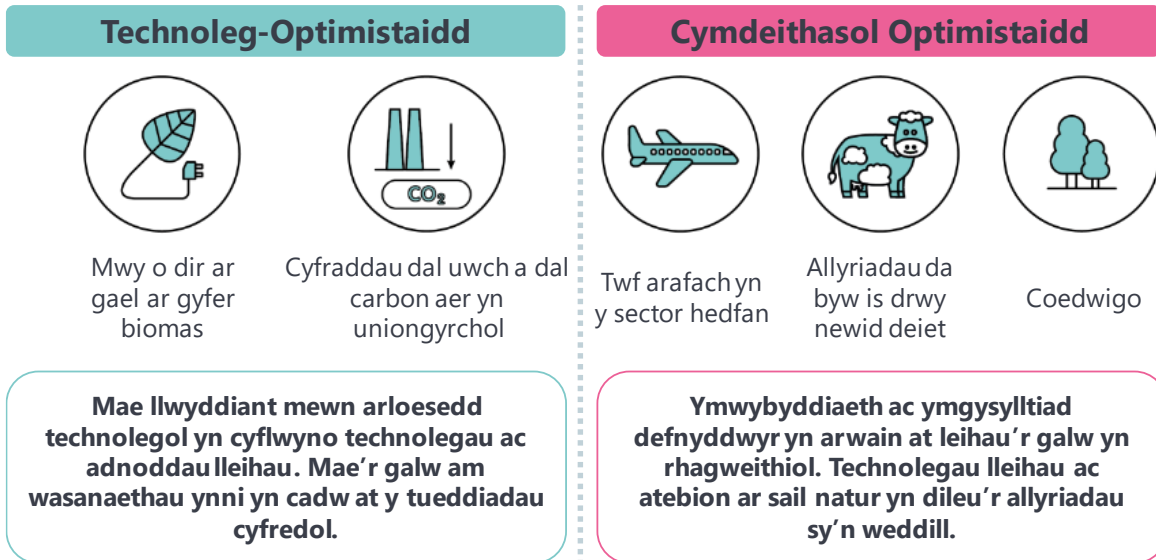 Technoleg-Optimistaidd
CO₂
Mwy o dir ar
gael ar gyfer
biomas
Cyfraddau dal uwch a dal
carbon aer yn
uniongyrchol
Mae llwyddiant mewn arloesedd
technolegol yn cyflwyno technolegau ac
adnoddau lleihau. Mae'r galw am
wasanaethau ynni yn cadw at y tueddiadau
cyfredol.
Cymdeithasol Optimistaidd
Twf arafach yn
y sector hedfan
Allyriadau da
byw is drwy
newid deiet
Coedwigo
Ymwybyddiaeth ac ymgysylltiad
defnyddwyr yn arwain at leihau'r galw yn
rhagweithiol. Technolegau lleihau ac
atebion ar sail natur yn dileu'r allyriadau
sy'n weddill.